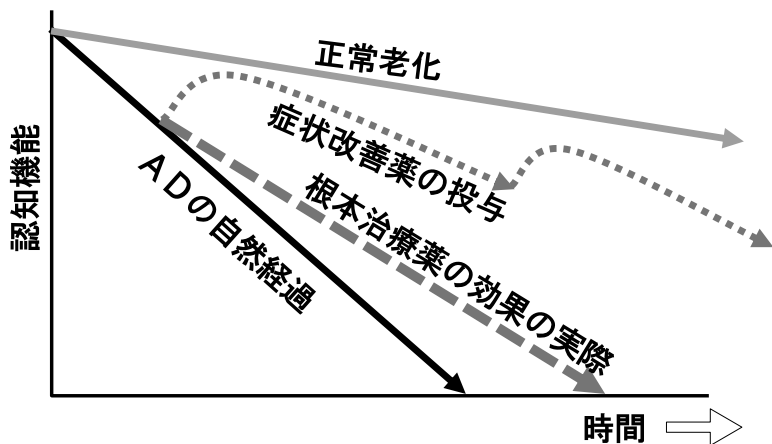 正常老化
症状改善薬の投与
根本治療薬の効果の実際
ADの自然経過
認知機能
時間